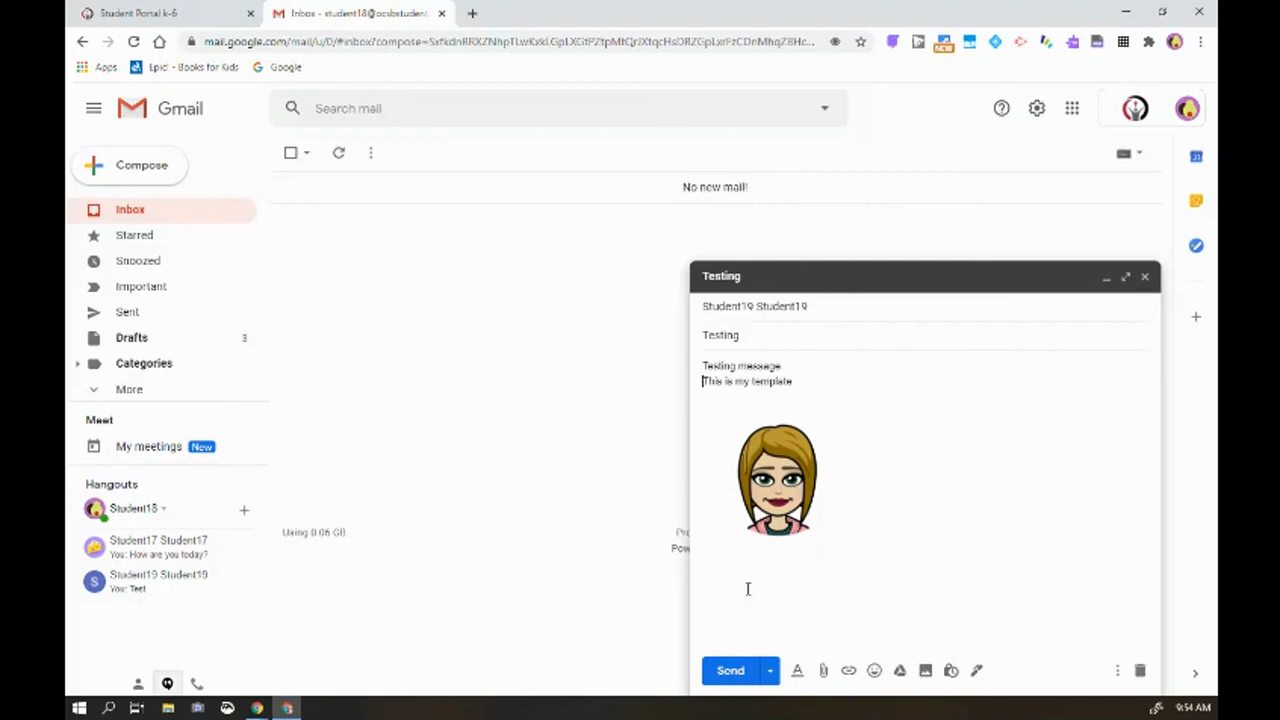 Student Portal k-6
Inbox - student18@ocsbstudent.
mail.google.com/mail/u/0/#inbox?compose=
Apps
Epic! - Books for Kids
Google
Gmail
Search mail
Compose
No new mail!
Inbox
Starred
Snoozed
Important
Sent
Drafts 3
Categories
More
Meet
My meetings New
Hangouts
Student18
Student17 Student17
You: How are you today?
Student19 Student19
You: Test
Using 0.06 GB
Testing
Student19 Student19
Testing
Testing message
This is my template
Send
31
S
NEW
9:54 AM